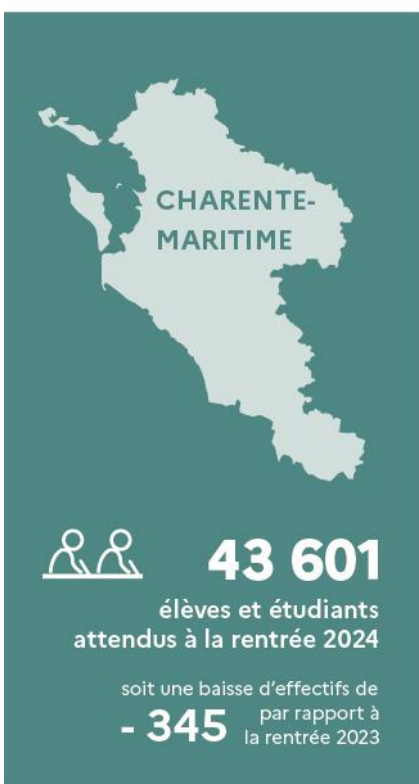 CHARENTE-
MARITIME
43 601
élèves et étudiants
attendus à la rentrée 2024
soit une baisse d'effectifs de
- 345 par rapport à
la rentrée 2023